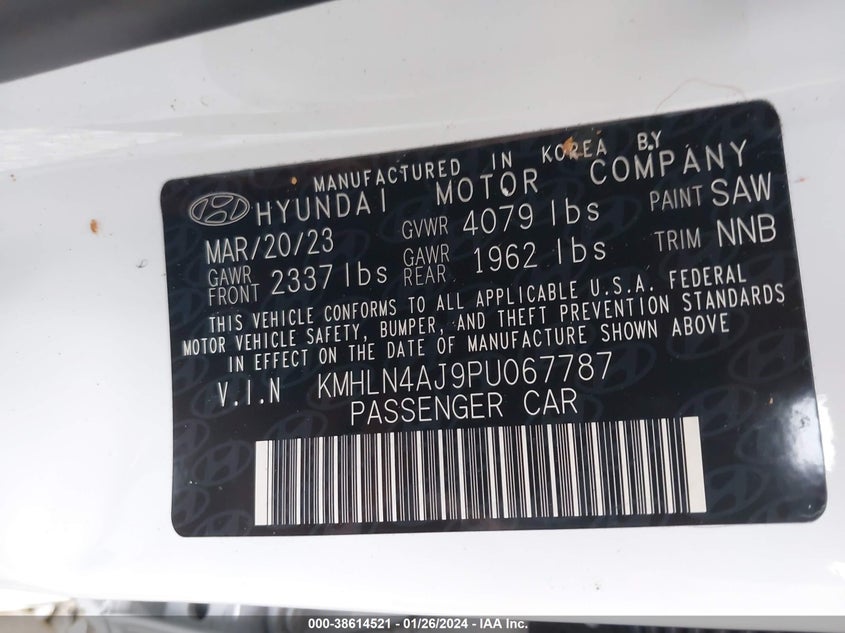 MANUFACTURED IN KOREA BY
HYUNDAI MOTOR COMPANY
MAR/20/23 GVWR 4079 lbs PAINT SAW
GAWR FRONT 2337 lbs GAWR REAR 1962 lbs TRIM NNB
THIS VEHICLE CONFORMS TO ALL APPLICABLE U.S.A. FEDERAL
MOTOR VEHICLE SAFETY, BUMPER, AND THEFT PREVENTION STANDARDS
IN EFFECT ON THE DATE OF MANUFACTURE SHOWN ABOVE
V.I.N KMHLN4AJ9PU067787
PASSENGER CAR
000-38614521 - 01/26/2024 - IAA Inc.